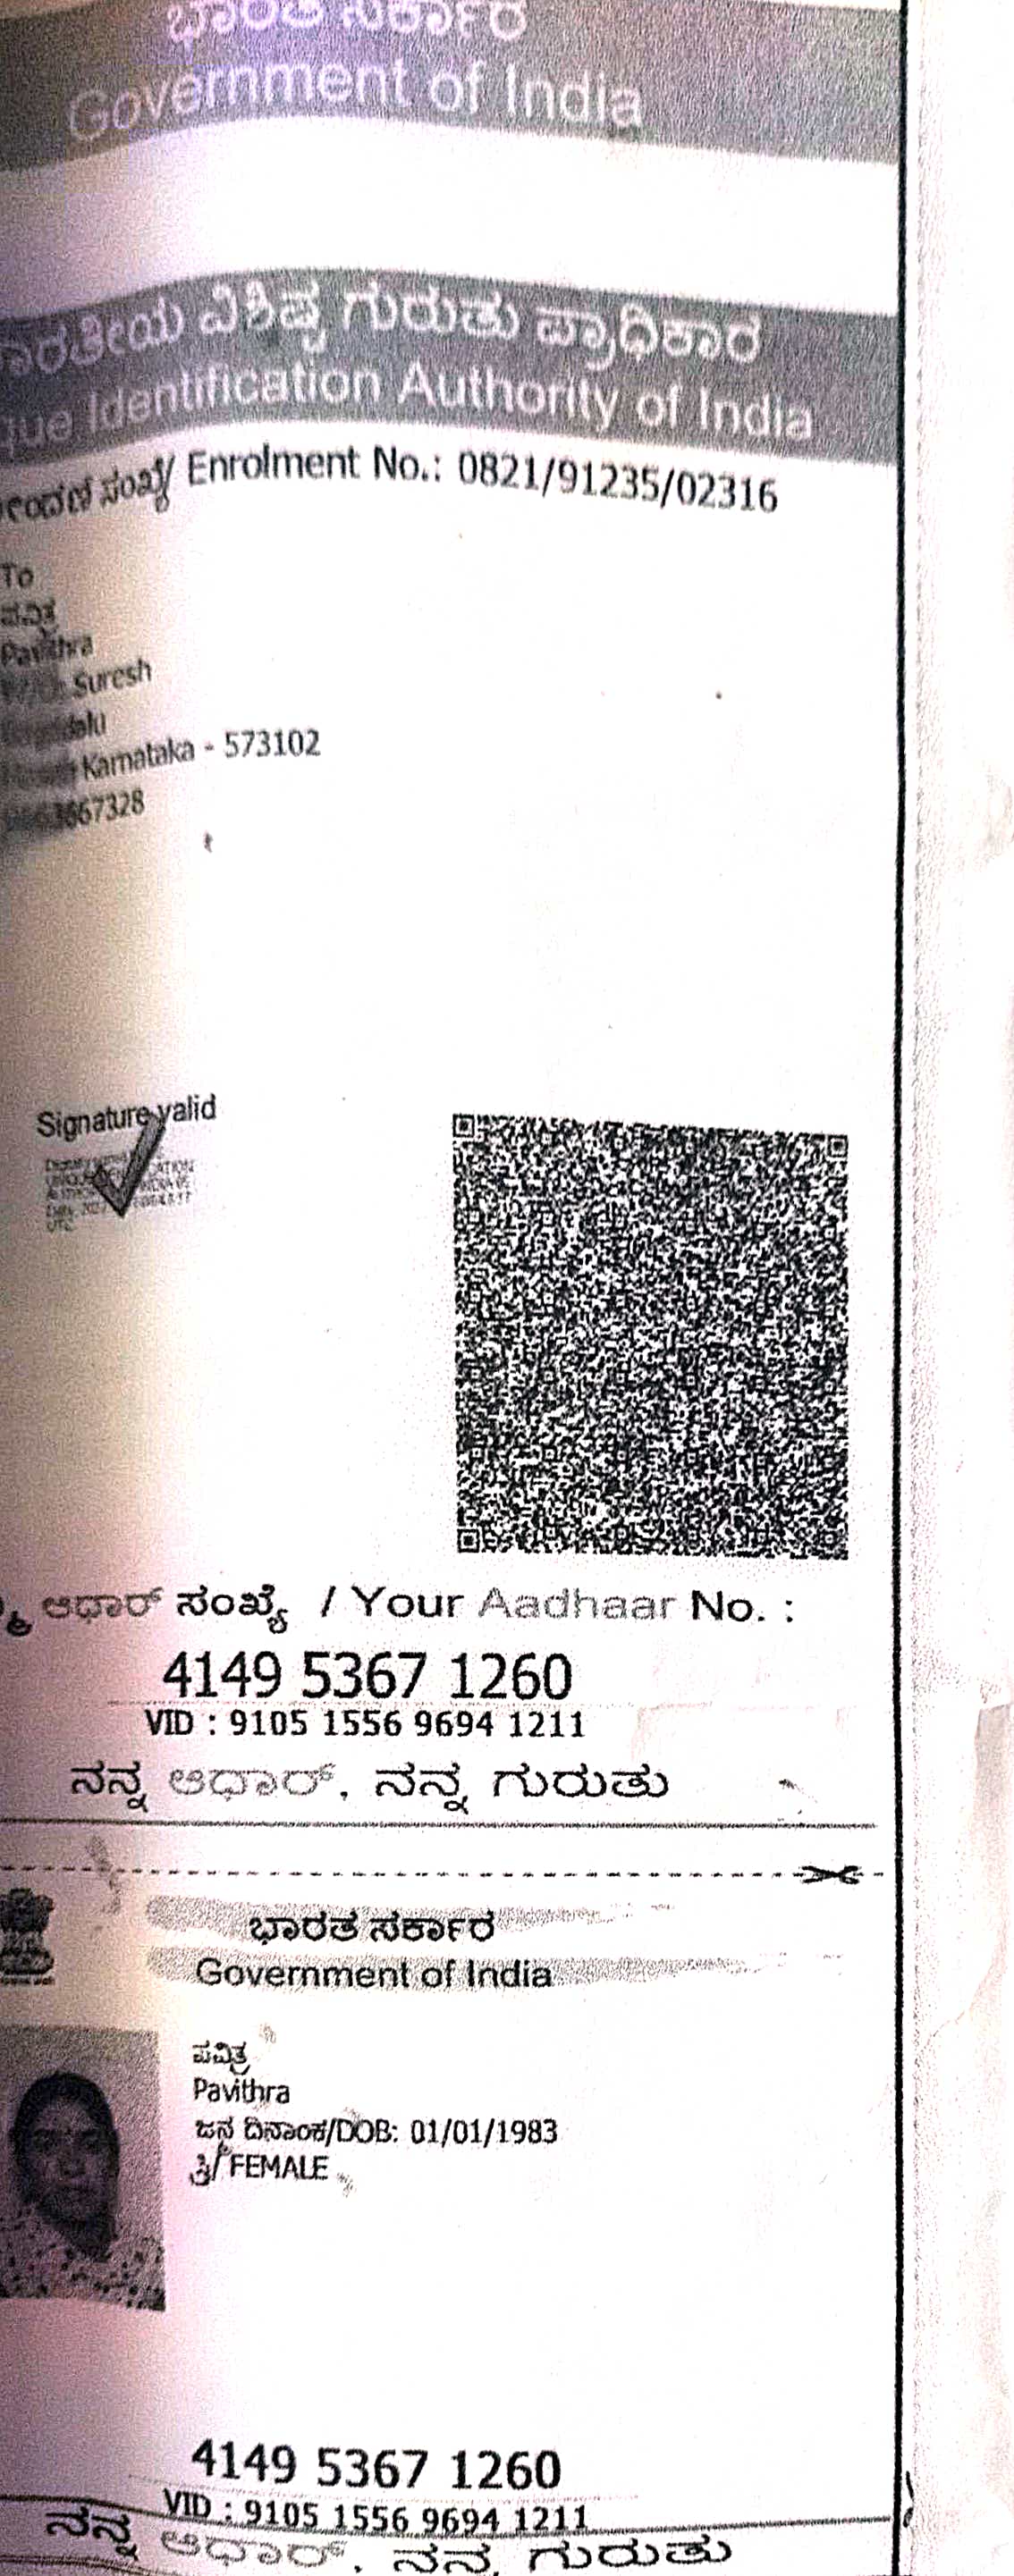 ಭಾರತ ಸರ್ಕಾರ
Government of India
ವಿಶಿಷ್ಟ ಗುರುತು ಪ್ರಾಧಿಕಾರ
Identification Authority of India
Enrolment No.: 0821/91235/02316
To
ಪವಿತ್ರ
Pavithra
Suresh
Karnataka - 573102
Signature valid
ಆಧಾರ್ ಸಂಖ್ಯೆ / Your Aadhaar No. :
4149 5367 1260
VID : 9105 1556 9694 1211
ನನ್ನ ಆಧಾರ್, ನನ್ನ ಗುರುತು
ಭಾರತ ಸರ್ಕಾರ
Government of India
ಪವಿತ್ರ
Pavithra
ಜನ್ಮ ದಿನಾಂಕ/DOB: 01/01/1983
ಸ್ತ್ರೀ/ FEMALE
4149 5367 1260
VID : 9105 1556 9694 1211
ನನ್ನ ಆಧಾರ್, ನನ್ನ ಗುರುತು